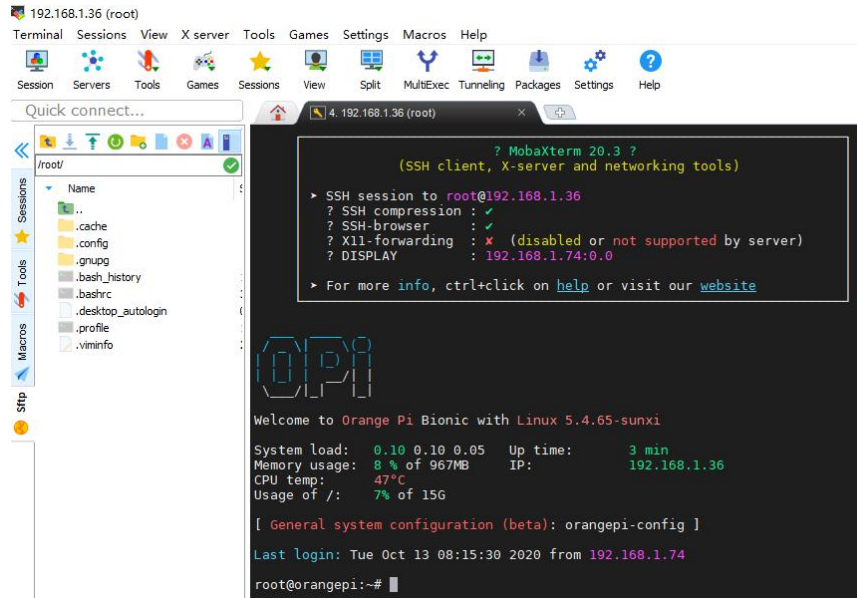 192.168.1.36 (root)
Terminal Sessions View X server Tools Games Settings Macros Help
Session Servers Tools Games Sessions View Split MultiExec Tunneling Packages Settings Help
Quick connect...
4. 192.168.1.36 (root)
/root/
Name
..
.cache
.config
.gnupg
.bash_history
.bashrc
.desktop_autologin
.profile
.viminfo
Sessions
Tools
Macros
Sftp
? MobaXterm 20.3 ?
(SSH client, X-server and networking tools)
➤ SSH session to root@192.168.1.36
? SSH compression : ✔
? SSH-browser : ✔
? X11-forwarding : ✘ (disabled or not supported by server)
? DISPLAY : 192.168.1.74:0.0
➤ For more info, ctrl+click on help or visit our website
OPi
Welcome to Orange Pi Bionic with Linux 5.4.65-sunxi
System load: 0.10 0.10 0.05 Up time: 3 min
Memory usage: 8 % of 967MB IP: 192.168.1.36
CPU temp: 47°C
Usage of /: 7% of 15G
[ General system configuration (beta): orangepi-config ]
Last login: Tue Oct 13 08:15:30 2020 from 192.168.1.74
root@orangepi:~#